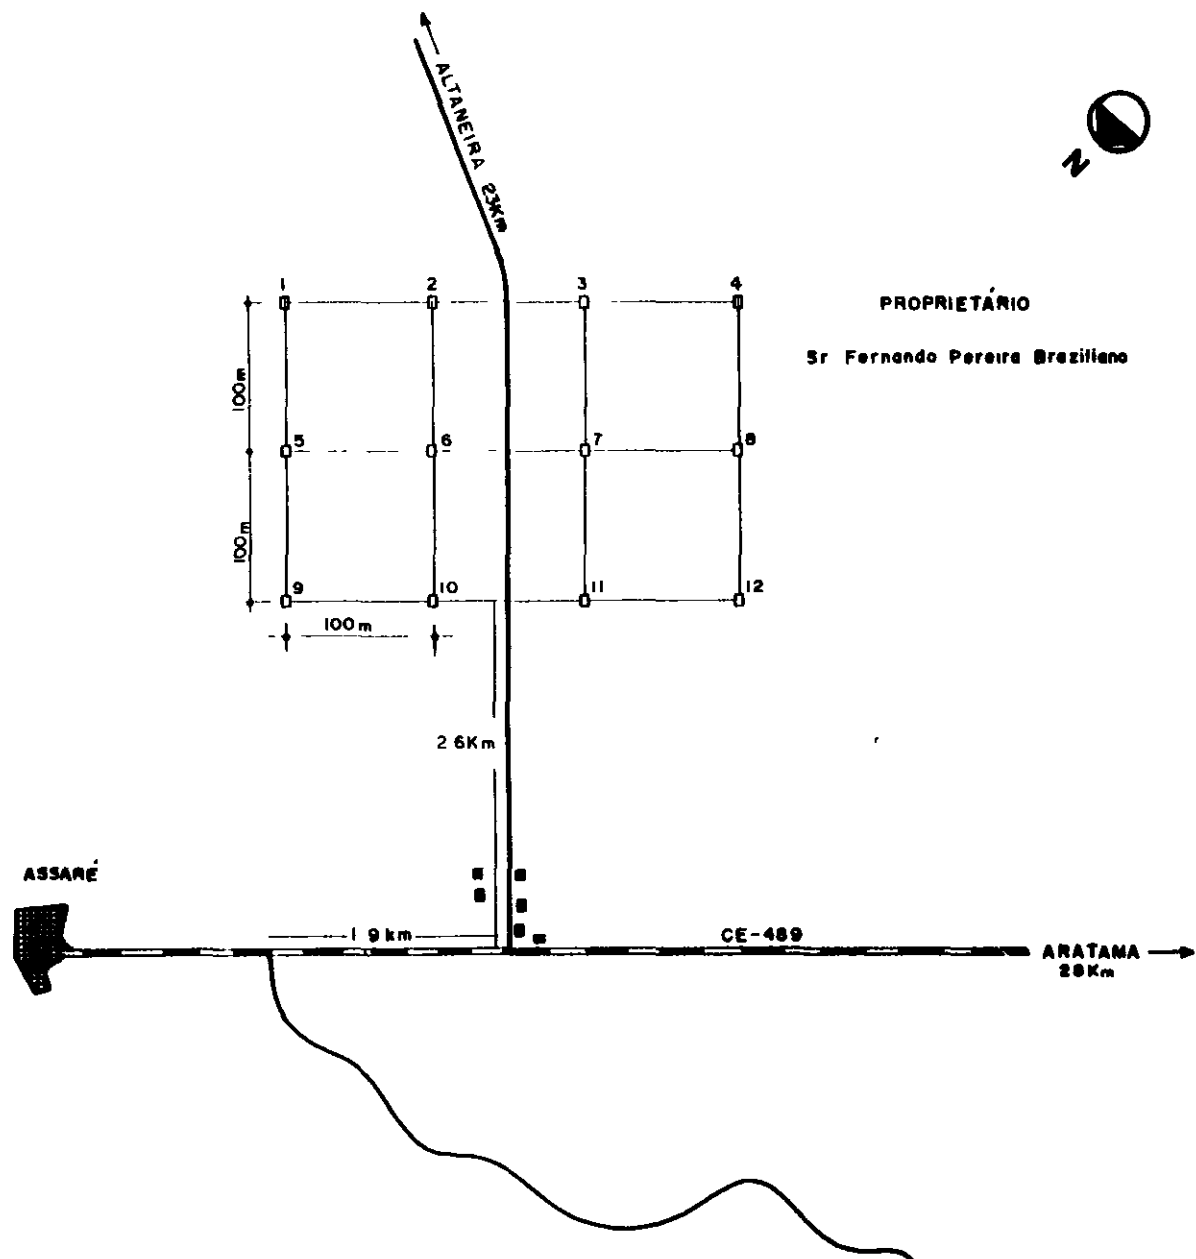 ALTANEIRA 23Km
N
1 2 3 4
PROPRIETÁRIO
Sr Fernando Pereira Braziliano
100m
5 6 7 8
100m
9 10 11 12
100m
2 6Km
ASSARÉ
1 9 km
CE-489
ARATAMA
28Km